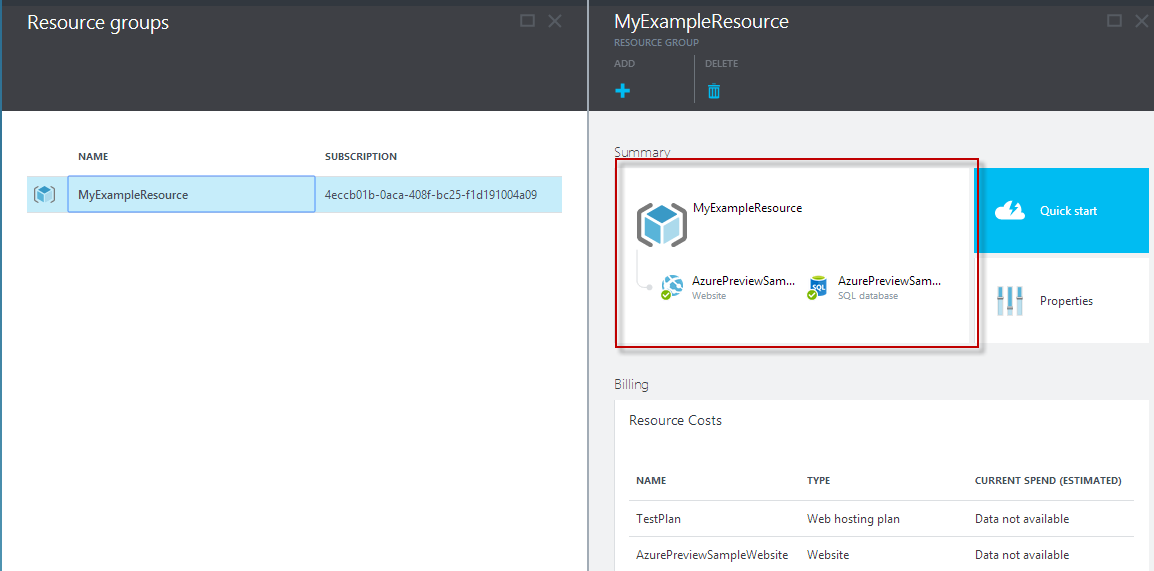 Resource groups
NAME SUBSCRIPTION
MyExampleResource 4eccb01b-0aca-408f-bc25-f1d191004a09
MyExampleResource
RESOURCE GROUP
ADD DELETE
Summary
MyExampleResource
AzurePreviewSam... AzurePreviewSam...
Website SQL database
SQL
Quick start
Properties
Billing
Resource Costs
NAME TYPE CURRENT SPEND (ESTIMATED)
TestPlan Web hosting plan Data not available
AzurePreviewSampleWebsite Website Data not available